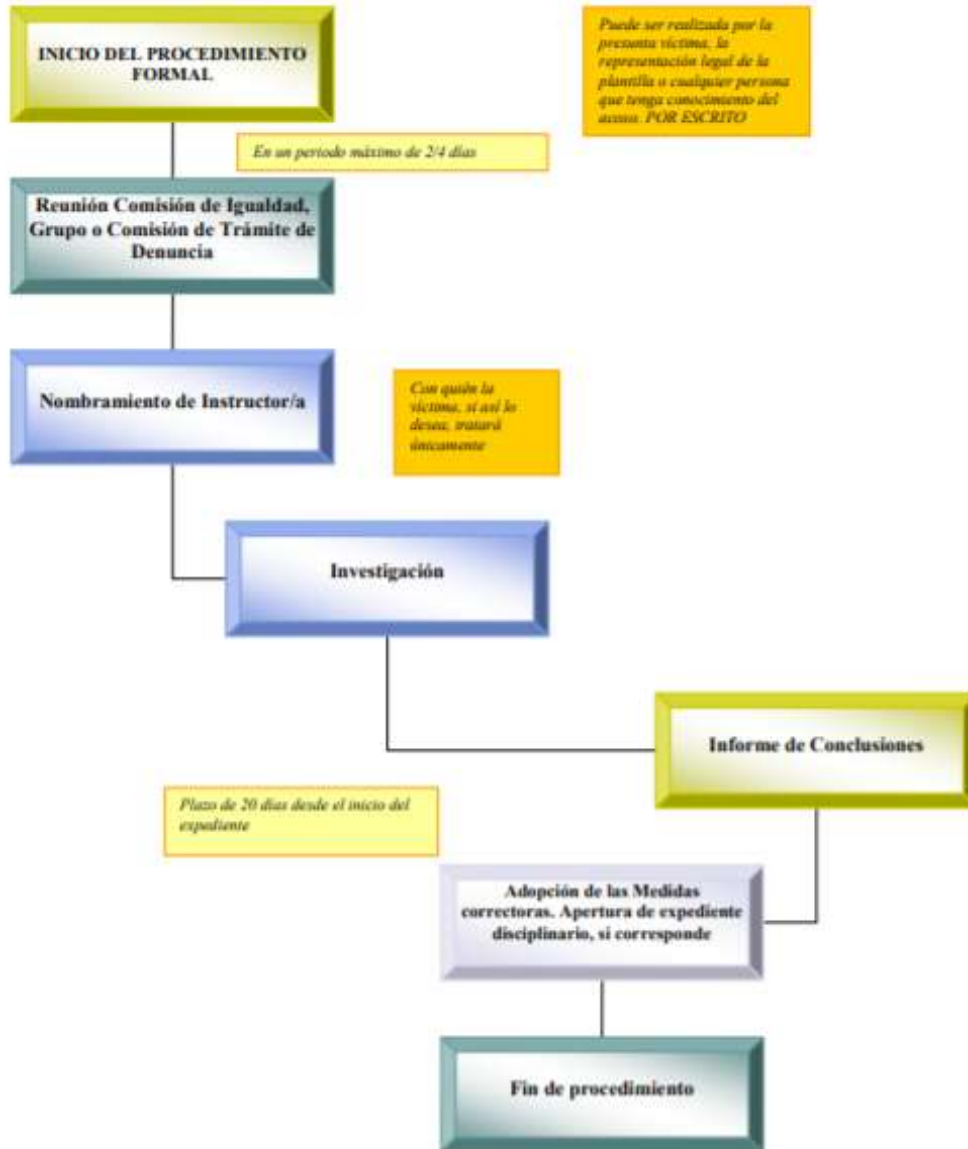 INICIO DEL PROCEDIMIENTO
FORMAL
Puede ser realizada por la
presunta víctima, la
representación legal de la
plantilla o cualquier persona
que tenga conocimiento del
acoso. POR ESCRITO
En un periodo máximo de 2/4 días
Reunión Comisión de Igualdad,
Grupo o Comisión de Trámite de
Denuncia
Nombramiento de Instructor/a
Con quién la
víctima, si así lo
desea, tratará
únicamente
Investigación
Informe de Conclusiones
Plazo de 20 días desde el inicio del
expediente
Adopción de las Medidas
correctoras. Apertura de expediente
disciplinario, si corresponde
Fin de procedimiento